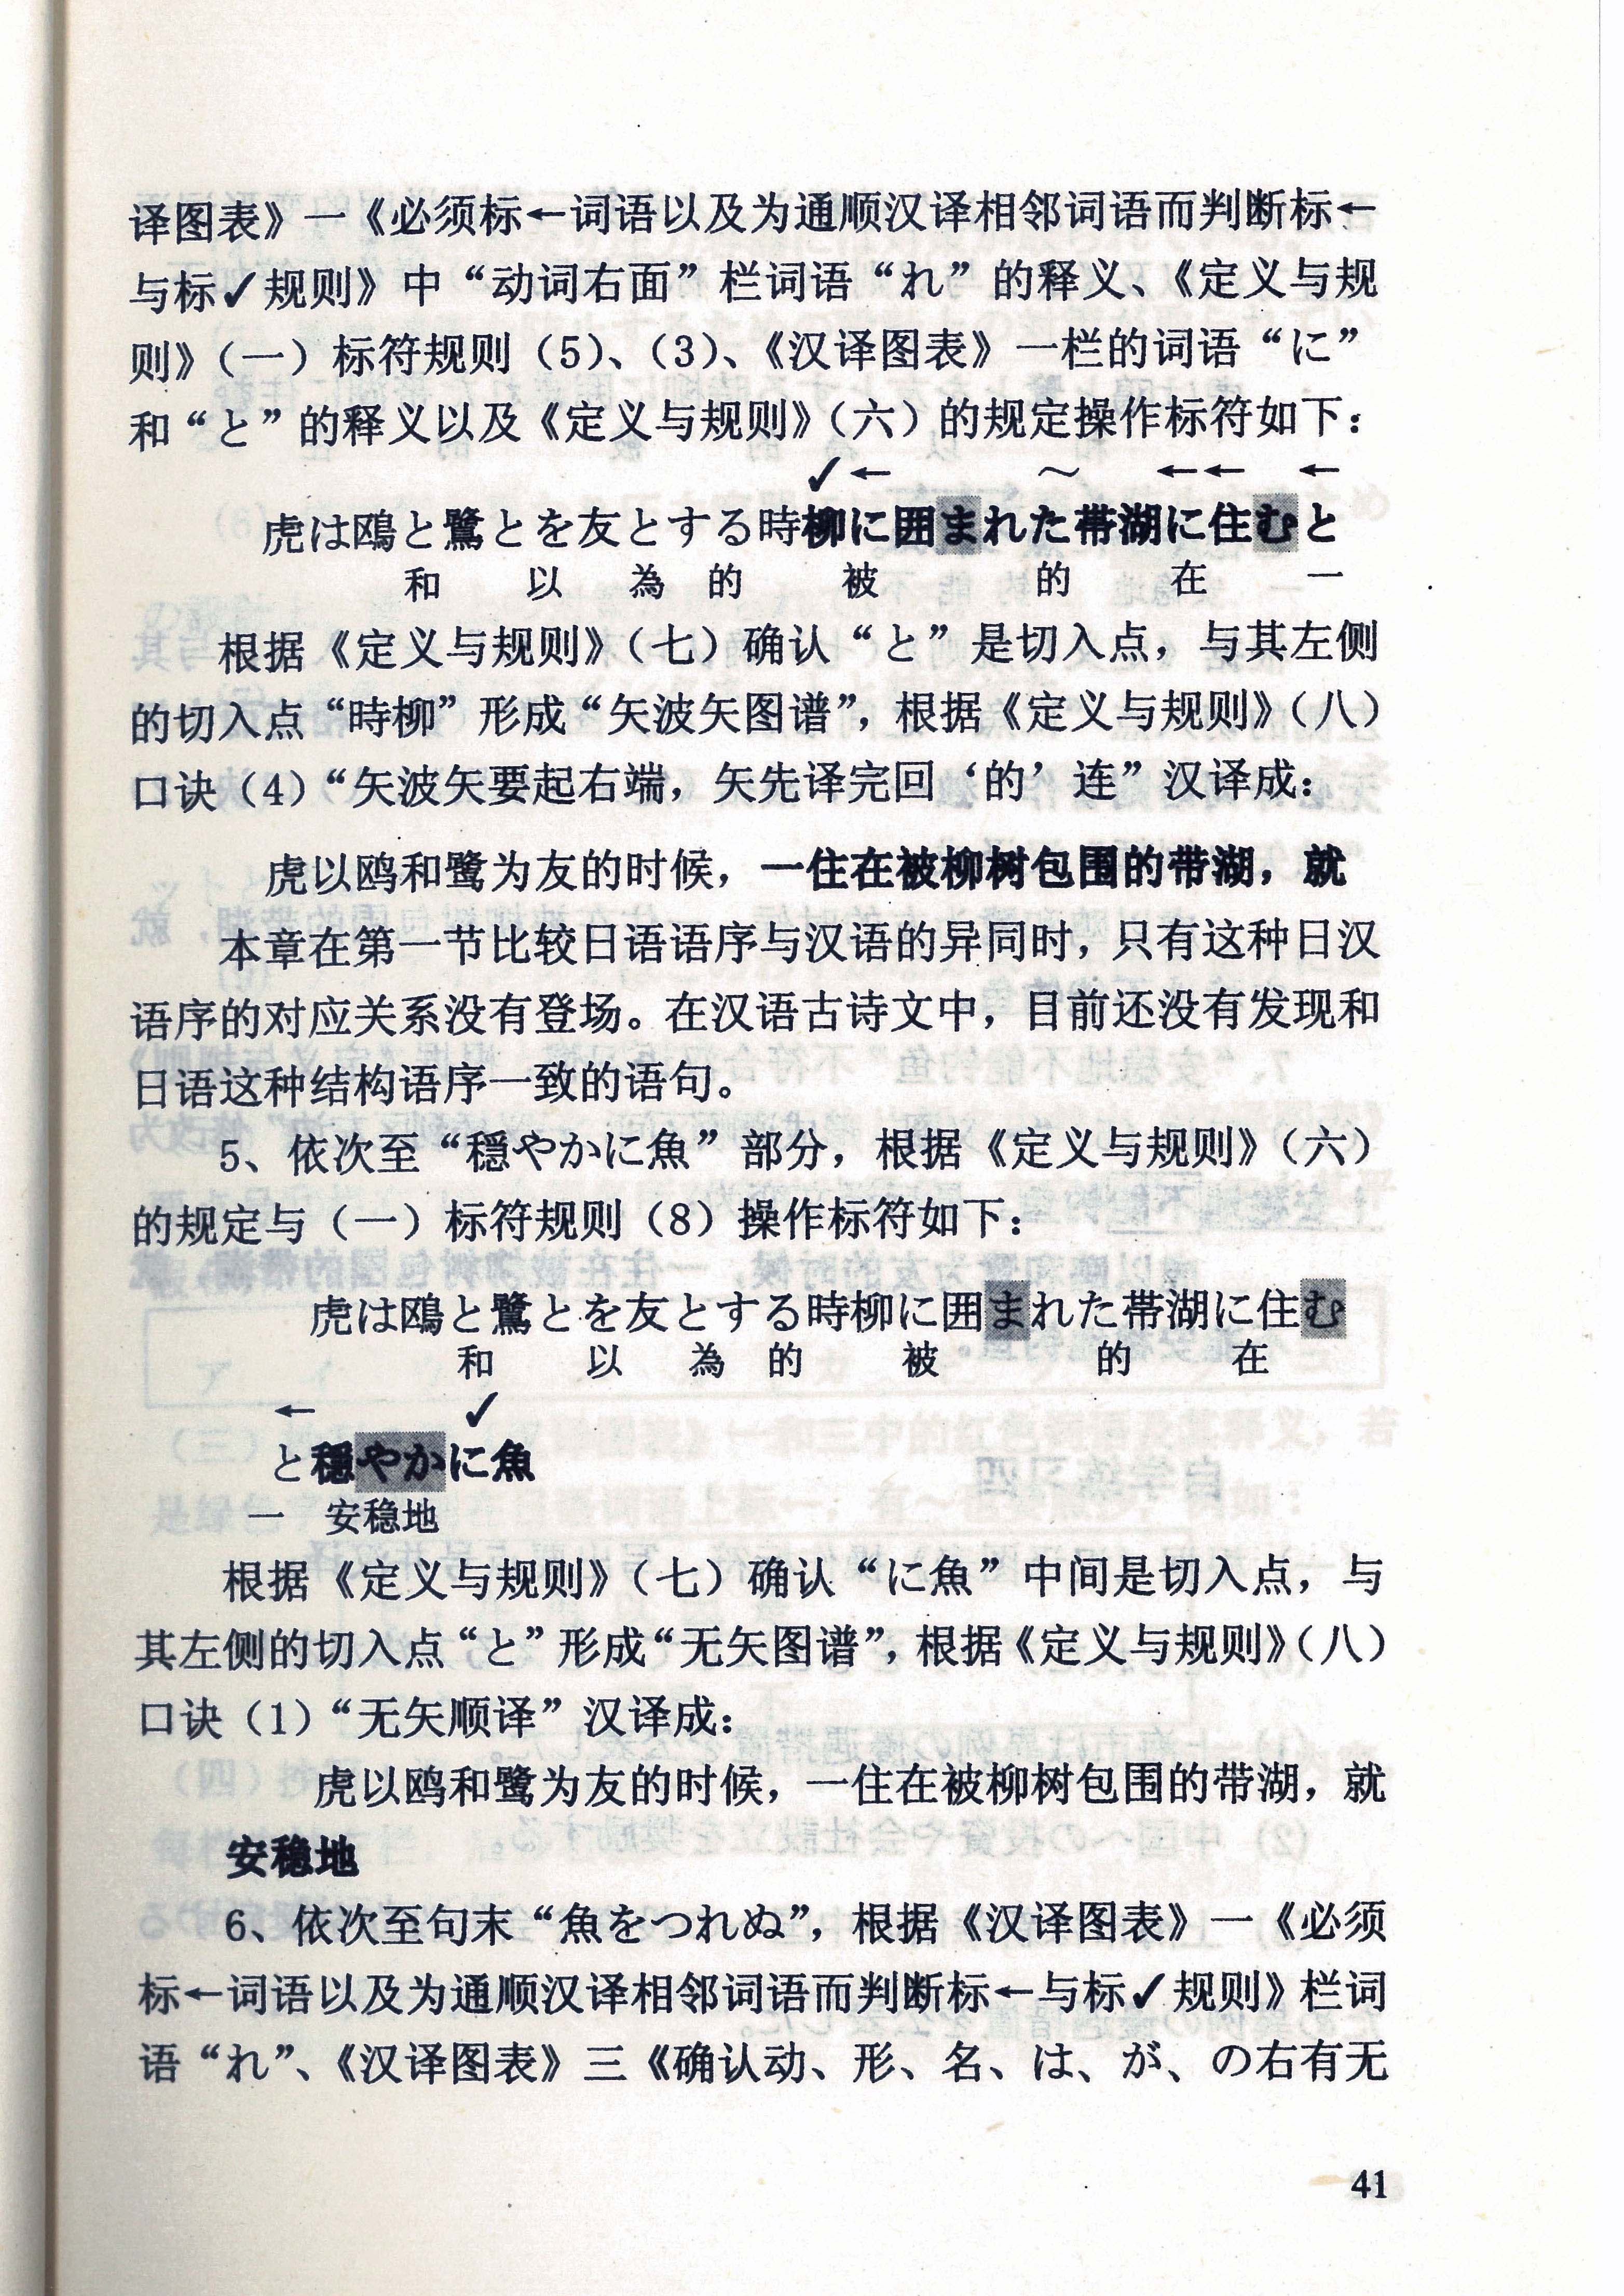 译图表》一《必须标←词语以及为通顺汉译相邻词语而判断标←
与标✓规则》中“动词右面”栏词语“れ”的释义、《定义与规
则》（一）标符规则（5）、（3）、《汉译图表》一栏的词语“に”
和“と”的释义以及《定义与规则》（六）的规定操作标符如下：
✓← ～ ←← ←
虎は鴎と鷺とを友とする時柳に囲まれた帯湖に住むと
和 以 為 的 被 的 在 一
根据《定义与规则》（七）确认“と”是切入点，与其左侧
的切入点“時柳”形成“矢波矢图谱”，根据《定义与规则》（八）
口诀（4）“矢波矢要起右端，矢先译完回‘的’连”汉译成：
虎以鸥和鹭为友的时候，一住在被柳树包围的带湖，就
本章在第一节比较日语语序与汉语的异同时，只有这种日汉
语序的对应关系没有登场。在汉语古诗文中，目前还没有发现和
日语这种结构语序一致的语句。
5、依次至“穏やかに魚”部分，根据《定义与规则》（六）
的规定与（一）标符规则（8）操作标符如下：
虎は鴎と鷺とを友とする時柳に囲まれた帯湖に住む
和 以 為 的 被 的 在
← ✓
と穏やかに魚
一 安稳地
根据《定义与规则》（七）确认“に魚”中间是切入点，与
其左侧的切入点“と”形成“无矢图谱”，根据《定义与规则》（八）
口诀（1）“无矢顺译”汉译成：
虎以鸥和鹭为友的时候，一住在被柳树包围的带湖，就
安稳地
6、依次至句末“魚をつれぬ”，根据《汉译图表》一《必须
标←词语以及为通顺汉译相邻词语而判断标←与标✓规则》栏词
语“れ”、《汉译图表》三《确认动、形、名、は、が、の右有无
41